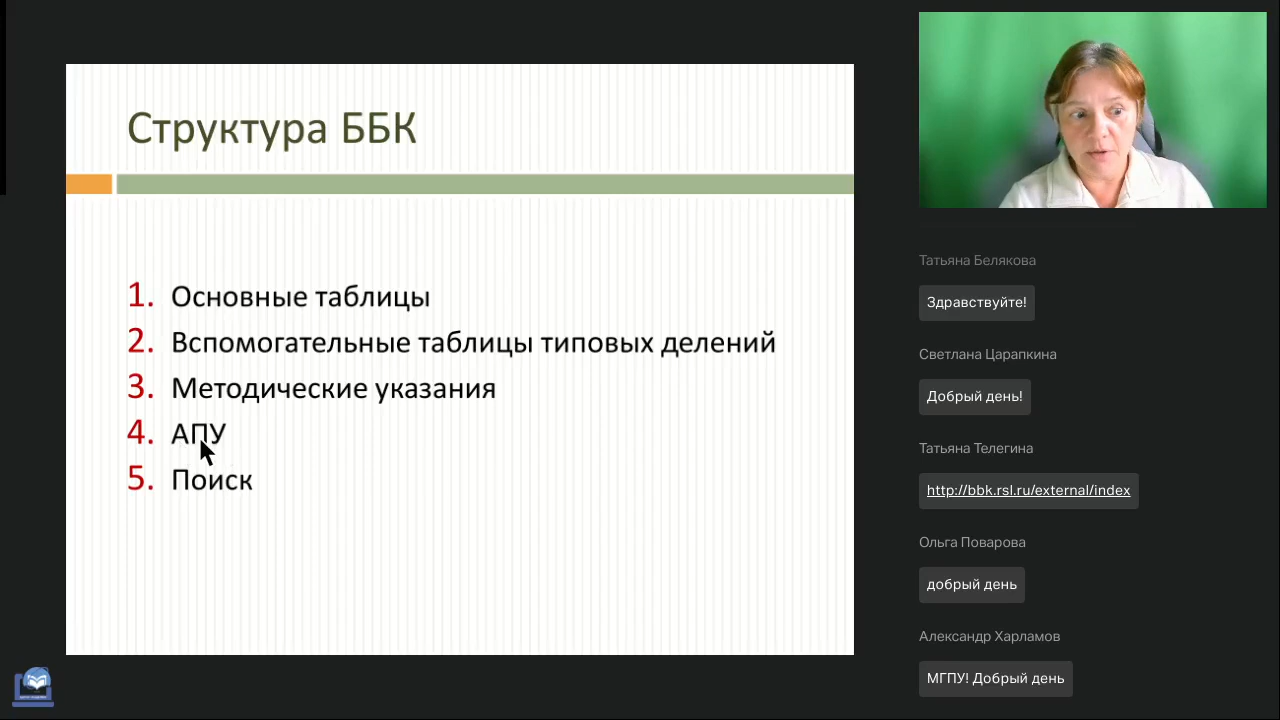 Структура ББК
1. Основные таблицы
2. Вспомогательные таблицы типовых делений
3. Методические указания
4. АПУ
5. Поиск
Татьяна Белякова
Здравствуйте!
Светлана Царапкина
Добрый день!
Татьяна Телегина
http://bbk.rsl.ru/external/index
Ольга Поварова
добрый день
Александр Харламов
МГПУ! Добрый день